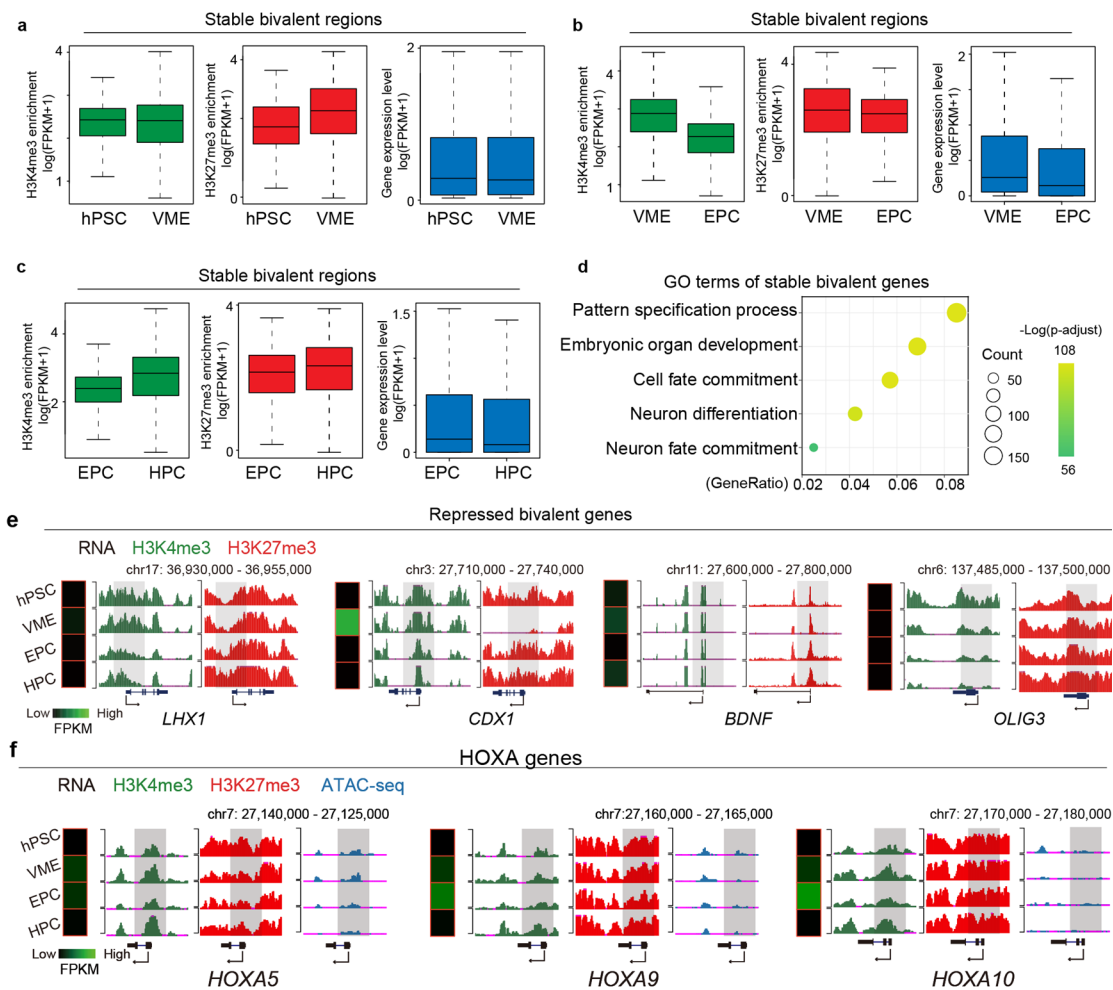 a
Stable bivalent regions
H3K4me3 enrichment
log(FPKM+1)
4
1
hPSC VME
H3K27me3 enrichment
log(FPKM+1)
4
0
hPSC VME
Gene expression level
log(FPKM+1)
2
0
hPSC VME
b
Stable bivalent regions
H3K4me3 enrichment
log(FPKM+1)
4
1
VME EPC
H3K27me3 enrichment
log(FPKM+1)
4
0
VME EPC
Gene expression level
log(FPKM+1)
2
0
VME EPC
c
Stable bivalent regions
H3K4me3 enrichment
log(FPKM+1)
4
2
EPC HPC
H3K27me3 enrichment
log(FPKM+1)
4
0
EPC HPC
Gene expression level
log(FPKM+1)
1.5
0
EPC HPC
d
GO terms of stable bivalent genes
Pattern specification process
Embryonic organ development
Cell fate commitment
Neuron differentiation
Neuron fate commitment
(GeneRatio)
0.02 0.04 0.06 0.08
Count
50
100
150
-Log(p-adjust)
108
56
e
Repressed bivalent genes
RNA H3K4me3 H3K27me3
chr17: 36,930,000 - 36,955,000
chr3: 27,710,000 - 27,740,000
chr11: 27,600,000 - 27,800,000
chr6: 137,485,000 - 137,500,000
hPSC
VME
EPC
HPC
Low High
FPKM
LHX1
CDX1
BDNF
OLIG3
f
HOXA genes
RNA H3K4me3 H3K27me3 ATAC-seq
chr7: 27,140,000 - 27,125,000
chr7:27,160,000 - 27,165,000
chr7: 27,170,000 - 27,180,000
hPSC
VME
EPC
HPC
Low High
FPKM
HOXA5
HOXA9
HOXA10